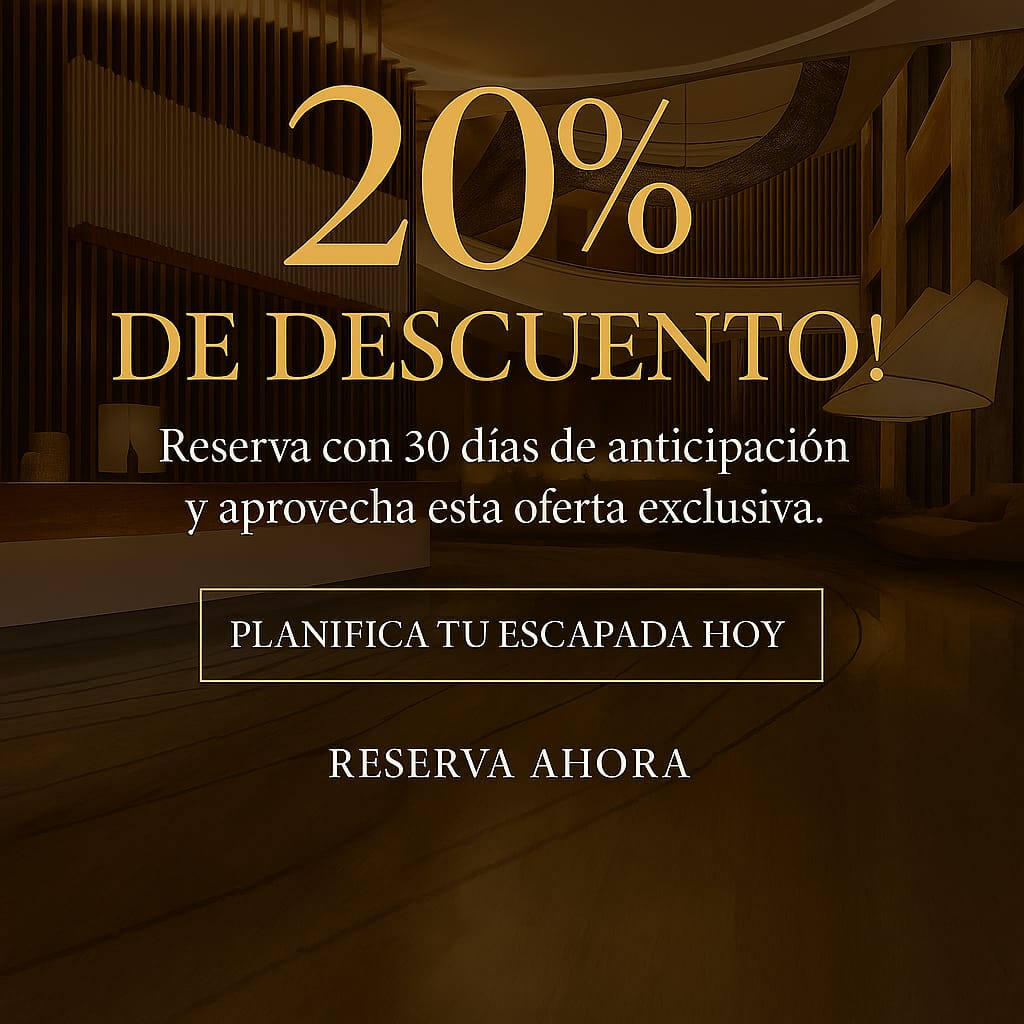 20%
DE DESCUENTO!
Reserva con 30 días de anticipación
y aprovecha esta oferta exclusiva.
PLANIFICA TU ESCAPADA HOY
RESERVA AHORA